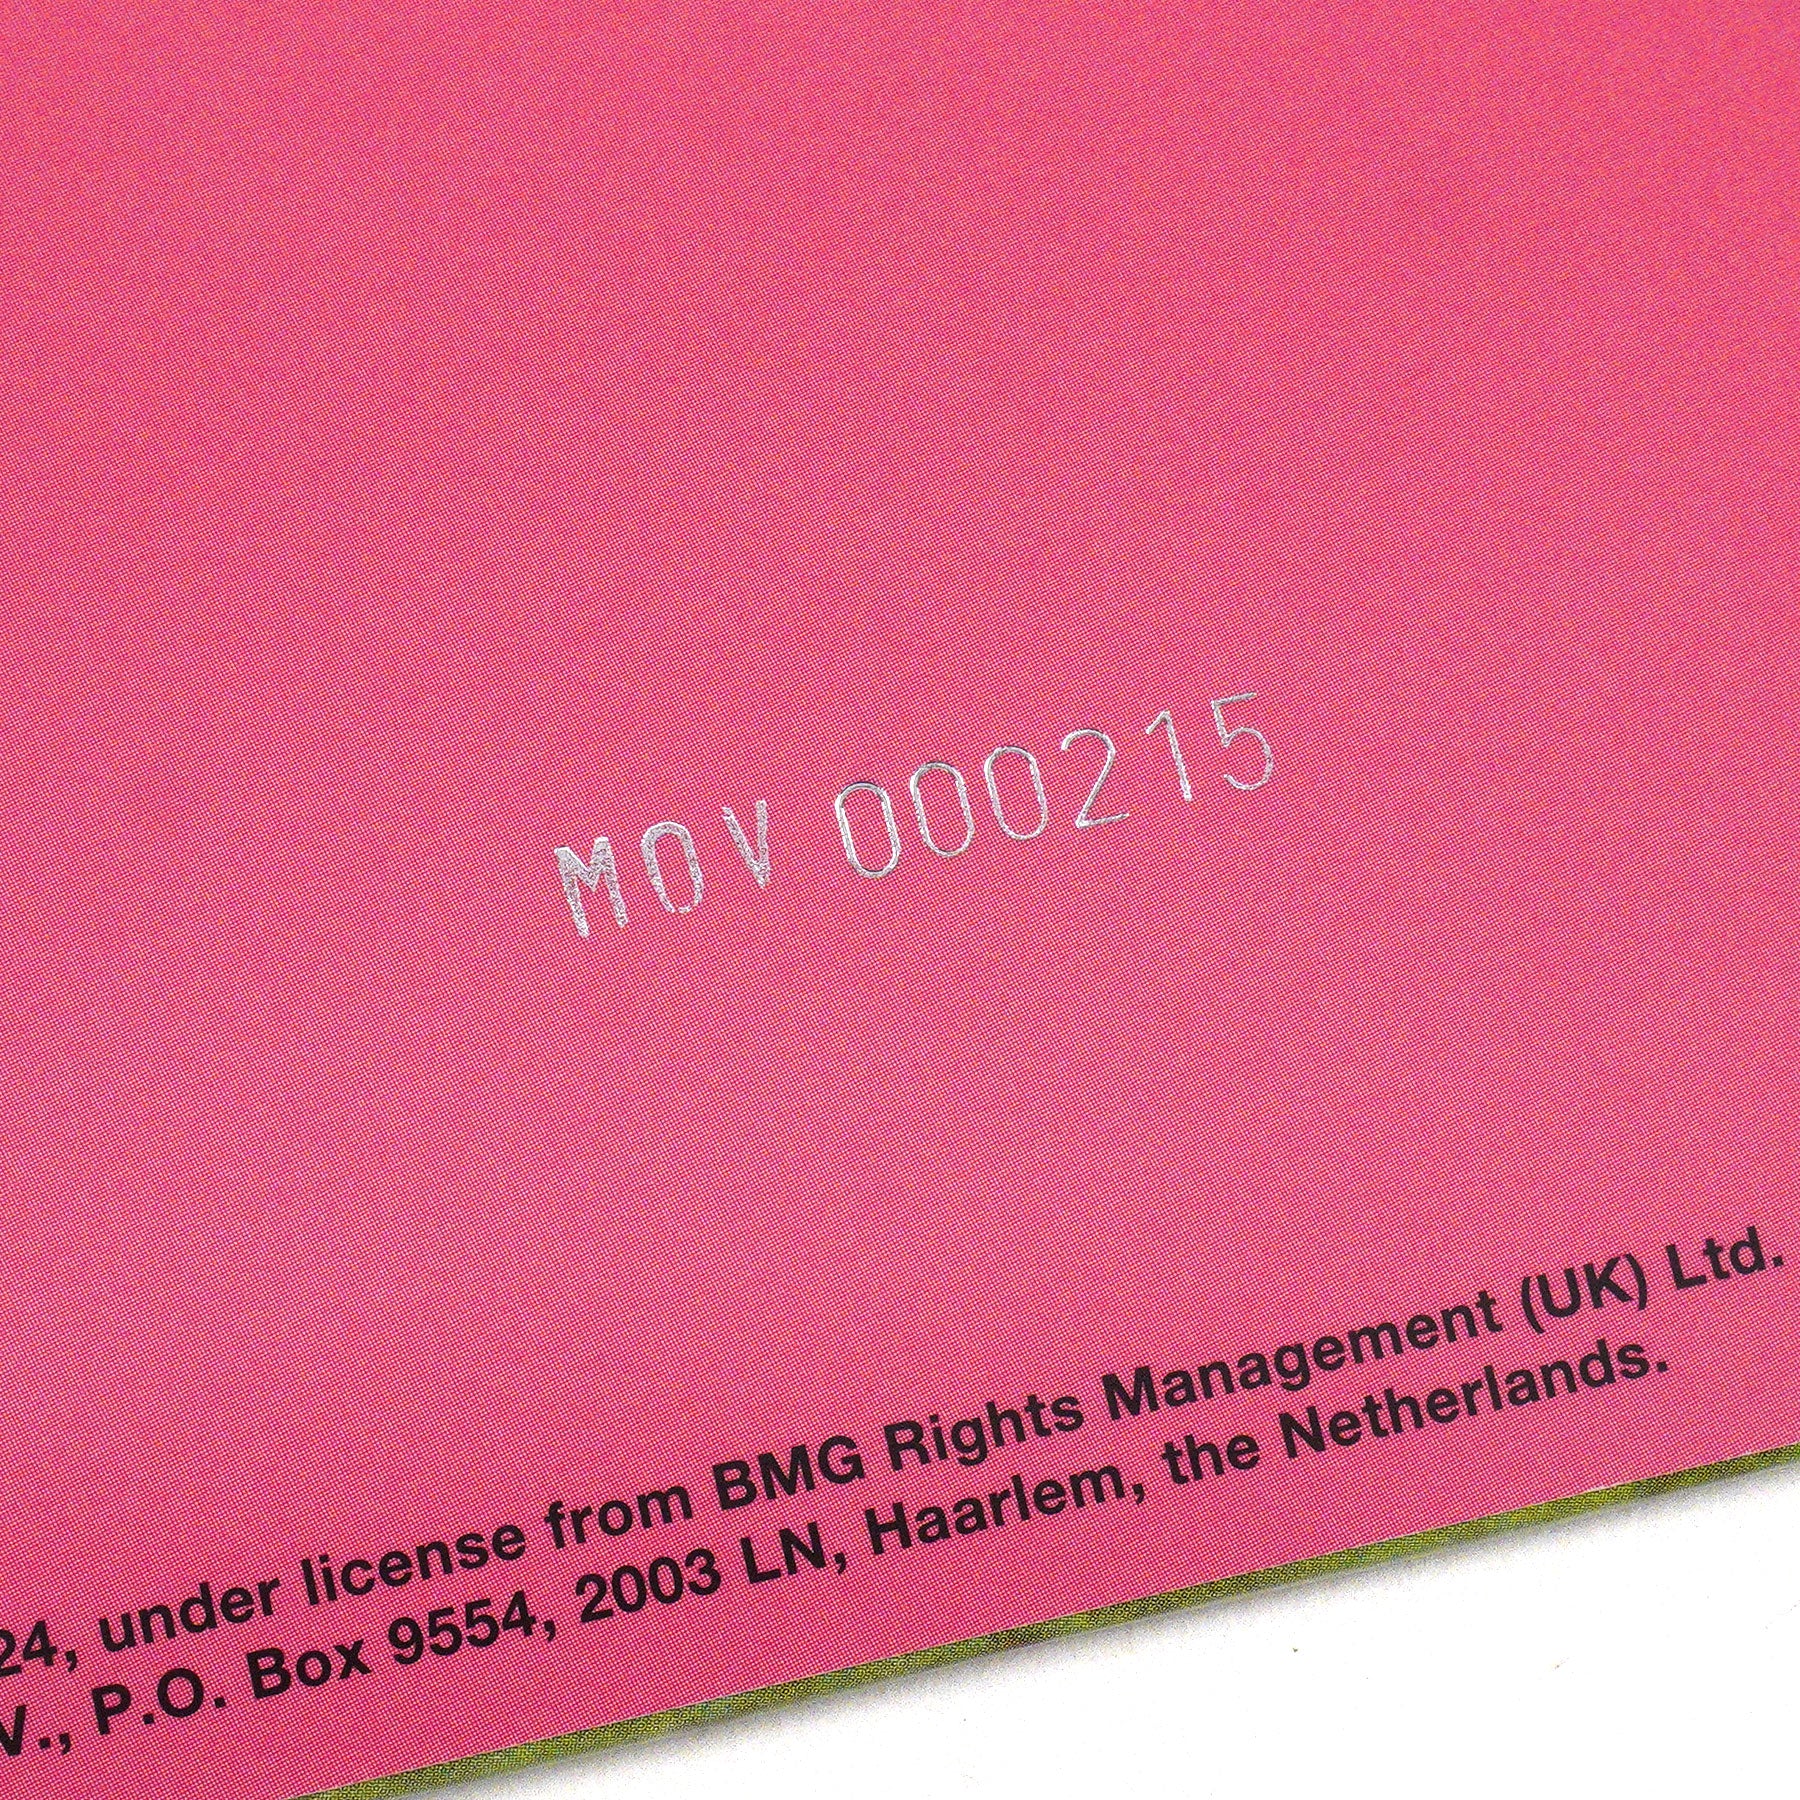 MOV 000215
24, under license from BMG Rights Management (UK) Ltd.
V., P.O. Box 9554, 2003 LN, Haarlem, the Netherlands.